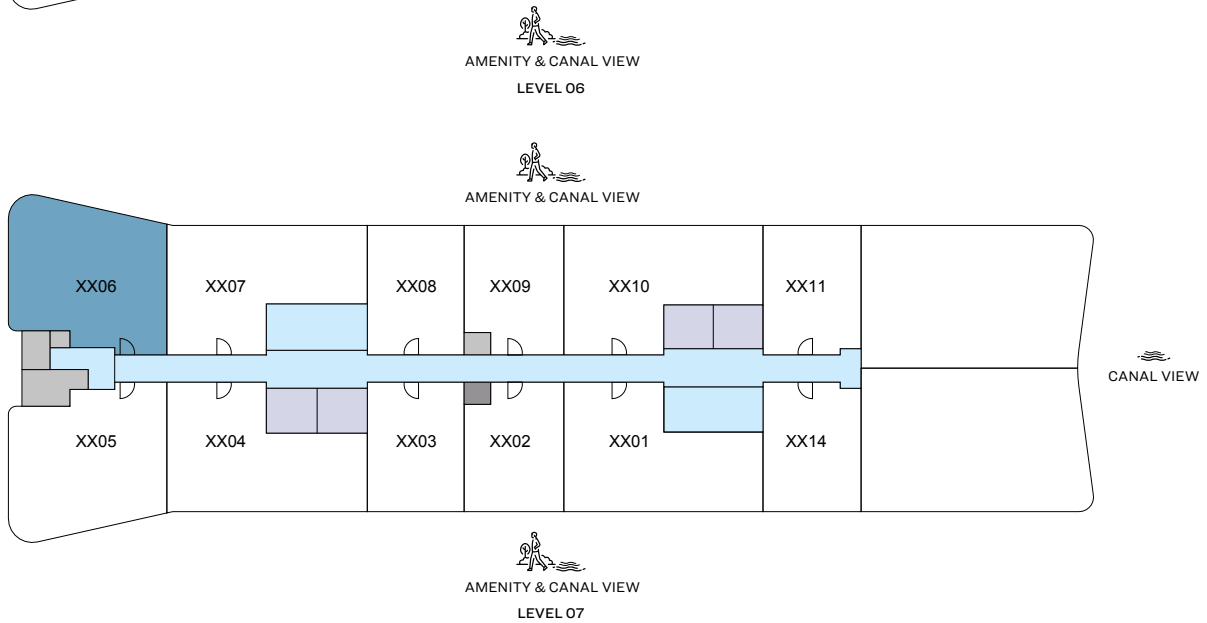 AMENITY & CANAL VIEW
LEVEL 06
AMENITY & CANAL VIEW
XX06 XX07 XX08 XX09 XX10 XX11
CANAL VIEW
XX05 XX04 XX03 XX02 XX01 XX14
AMENITY & CANAL VIEW
LEVEL 07